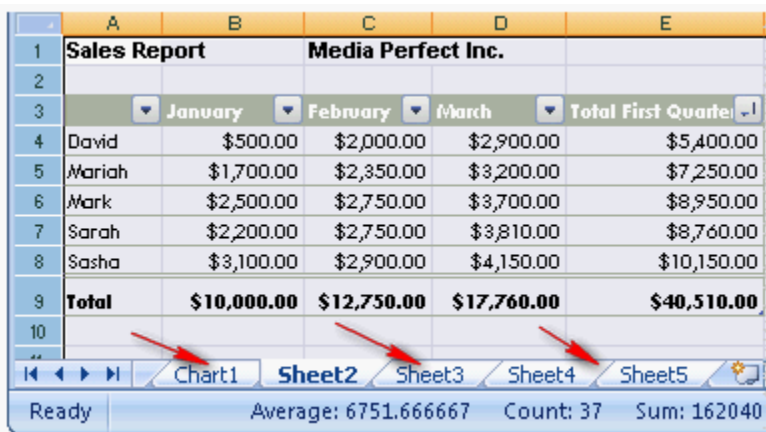 A B C D E
1 Sales Report Media Perfect Inc.
2
3 January February March Total First Quarter
4 David $500.00 $2,000.00 $2,900.00 $5,400.00
5 Mariah $1,700.00 $2,350.00 $3,200.00 $7,250.00
6 Mark $2,500.00 $2,750.00 $3,700.00 $8,950.00
7 Sarah $2,200.00 $2,750.00 $3,810.00 $8,760.00
8 Sasha $3,100.00 $2,900.00 $4,150.00 $10,150.00
9 Total $10,000.00 $12,750.00 $17,760.00 $40,510.00
10
Chart1 Sheet2 Sheet3 Sheet4 Sheet5
Ready Average: 6751.666667 Count: 37 Sum: 162040